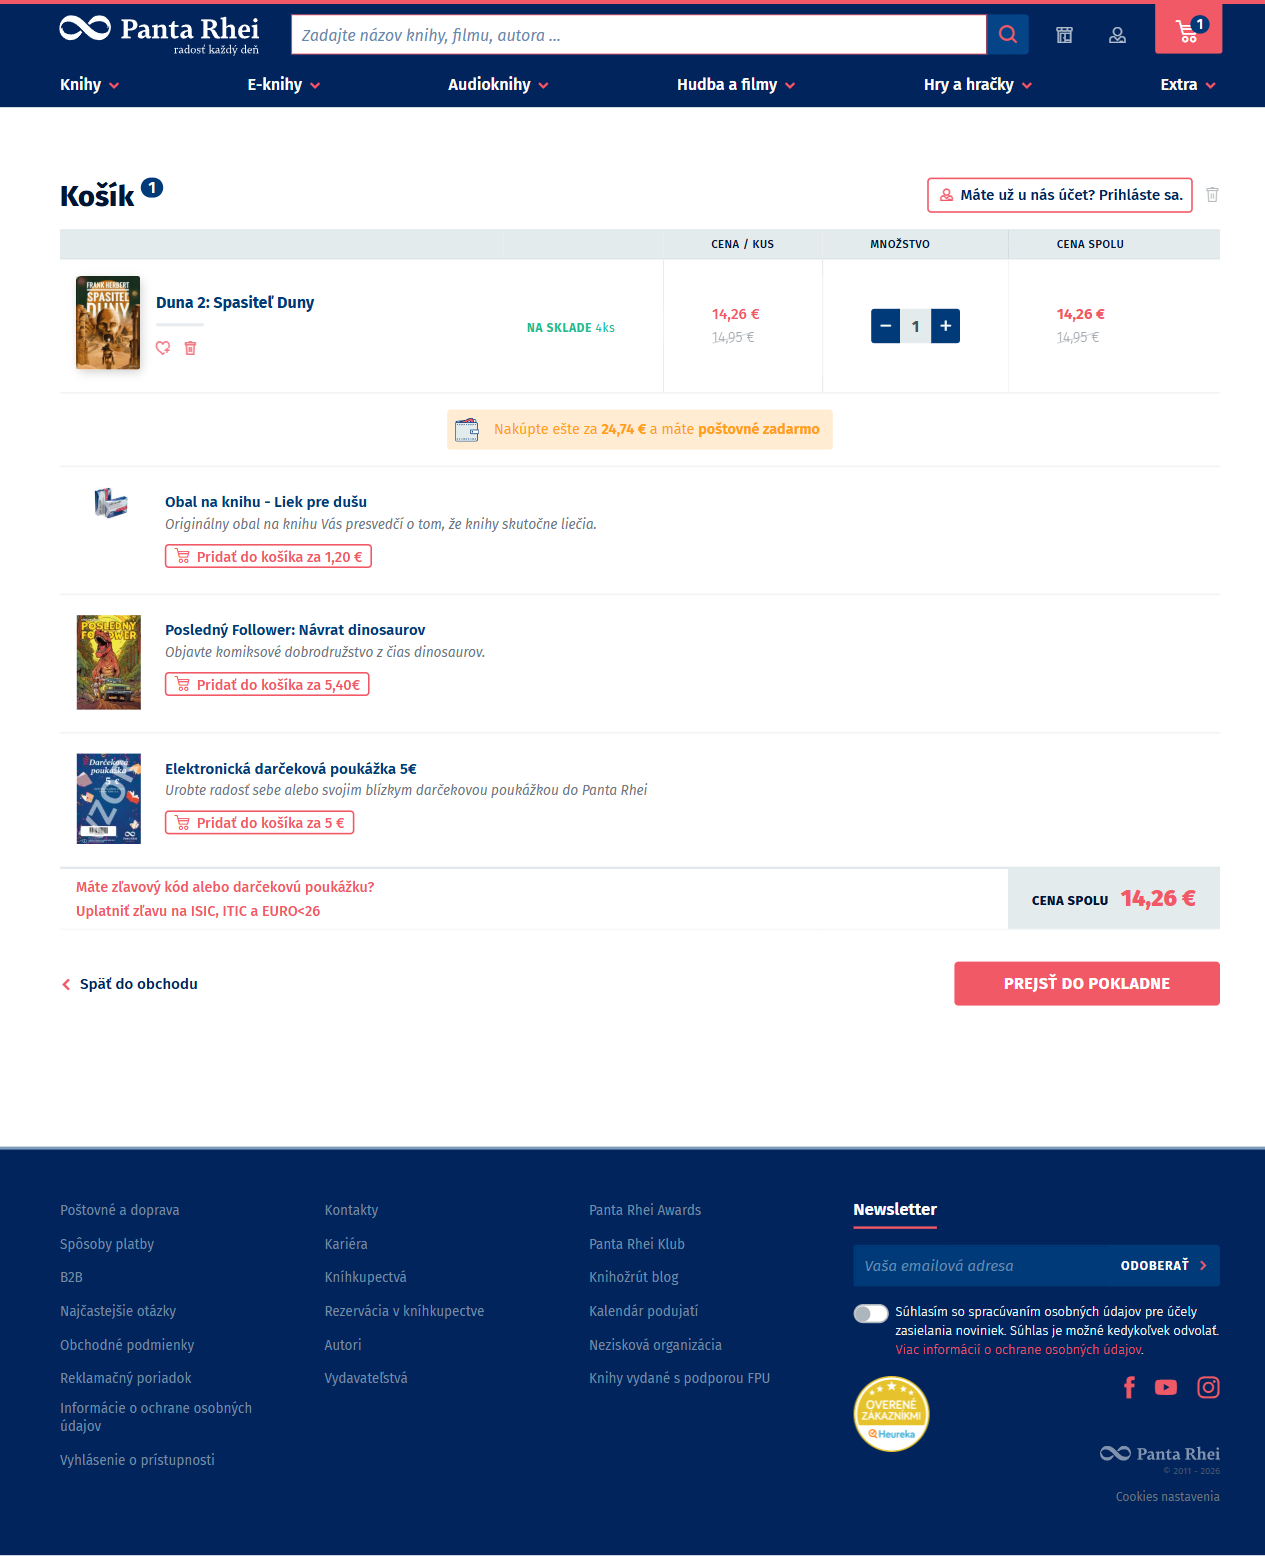 Panta Rhei
radosť každý deň
Zadajte názov knihy, filmu, autora ...
1
Knihy
E-knihy
Audioknihy
Hudba a filmy
Hry a hračky
Extra
Košík 1
Máte už u nás účet? Prihláste sa.
CENA / KUS
MNOŽSTVO
CENA SPOLU
FRANK HERBERT
SPASITEĽ
DUNY
Duna 2: Spasiteľ Duny
NA SKLADE 4ks
14,26 €
14,95 €
1
14,26 €
14,95 €
Nakúpte ešte za 24,74 € a máte poštovné zadarmo
Obal na knihu - Liek pre dušu
Originálny obal na knihu Vás presvedčí o tom, že knihy skutočne liečia.
Pridať do košíka za 1,20 €
POSLEDNÝ
FOLLOWER
Posledný Follower: Návrat dinosaurov
Objavte komiksové dobrodružstvo z čias dinosaurov.
Pridať do košíka za 5,40€
Darčeková
poukážka
5 €
Elektronická darčeková poukážka 5€
Urobte radosť sebe alebo svojim blízkym darčekovou poukážkou do Panta Rhei
Pridať do košíka za 5 €
Máte zľavový kód alebo darčekovú poukážku?
Uplatniť zľavu na ISIC, ITIC a EURO<26
CENA SPOLU 14,26 €
Späť do obchodu
PREJSŤ DO POKLADNE
Poštovné a doprava
Spôsoby platby
B2B
Najčastejšie otázky
Obchodné podmienky
Reklamačný poriadok
Informácie o ochrane osobných
údajov
Vyhlásenie o prístupnosti
Kontakty
Kariéra
Kníhkupectvá
Rezervácia v kníhkupectve
Autori
Vydavateľstvá
Panta Rhei Awards
Panta Rhei Klub
Knihožrút blog
Kalendár podujatí
Nezisková organizácia
Knihy vydané s podporou FPU
Newsletter
Vaša emailová adresa
ODOBERAŤ
Súhlasím so spracúvaním osobných údajov pre účely
zasielania noviniek. Súhlas je možné kedykoľvek odvolať.
Viac informácií o ochrane osobných údajov.
OVERENÉ
ZÁKAZNÍKMI
Heureka
Panta Rhei
© 2011 - 2026
Cookies nastavenia